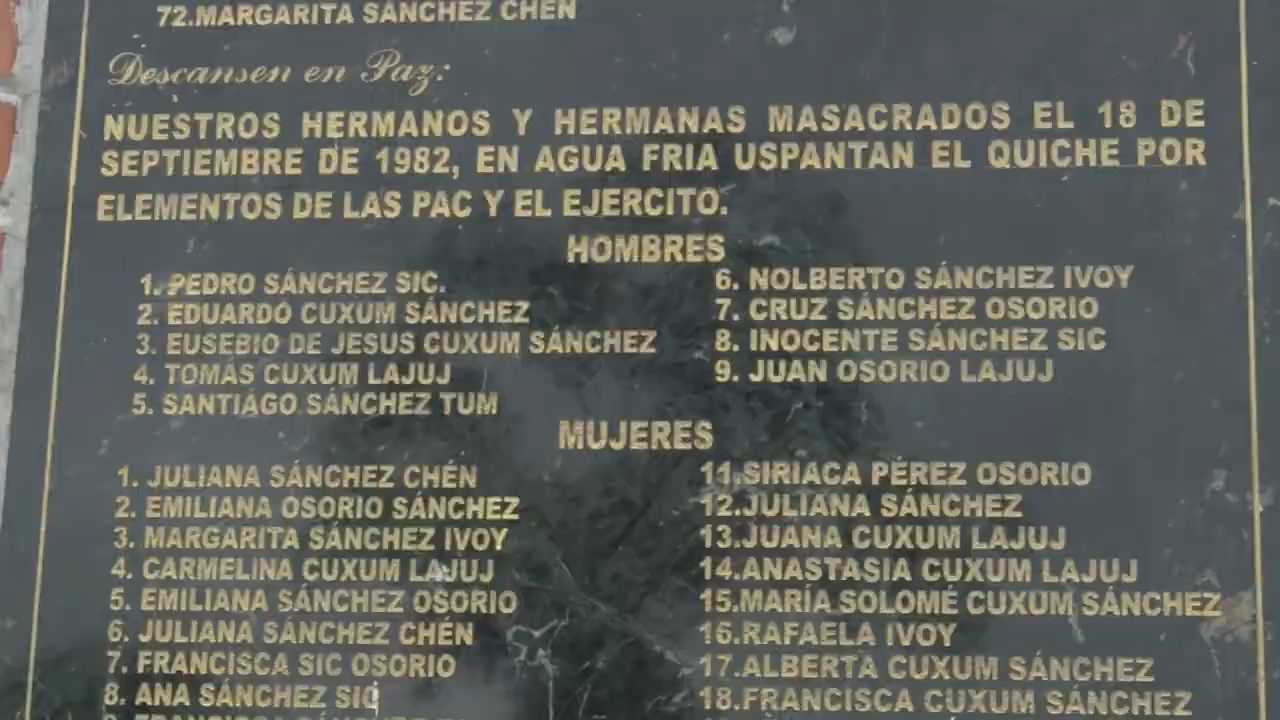 72.MARGARITA SÁNCHEZ CHÉN
Descansen en Paz:
NUESTROS HERMANOS Y HERMANAS MASACRADOS EL 18 DE
SEPTIEMBRE DE 1982, EN AGUA FRIA USPANTAN EL QUICHE POR
ELEMENTOS DE LAS PAC Y EL EJERCITO.
HOMBRES
1. PEDRO SÁNCHEZ SIC.
2. EDUARDO CUXUM SÁNCHEZ
3. EUSEBIO DE JESUS CUXUM SÁNCHEZ
4. TOMÁS CUXUM LAJUJ
5. SANTIAGO SÁNCHEZ TUM
6. NOLBERTO SÁNCHEZ IVOY
7. CRUZ SÁNCHEZ OSORIO
8. INOCENTE SÁNCHEZ SIC
9. JUAN OSORIO LAJUJ
MUJERES
1. JULIANA SÁNCHEZ CHÉN
2. EMILIANA OSORIO SÁNCHEZ
3. MARGARITA SÁNCHEZ IVOY
4. CARMELINA CUXUM LAJUJ
5. EMILIANA SÁNCHEZ OSORIO
6. JULIANA SÁNCHEZ CHÉN
7. FRANCISCA SIC OSORIO
8. ANA SÁNCHEZ SIC
11.SIRIACA PÉREZ OSORIO
12.JULIANA SÁNCHEZ
13.JUANA CUXUM LAJUJ
14.ANASTASIA CUXUM LAJUJ
15.MARÍA SOLOMÉ CUXUM SÁNCHEZ
16.RAFAELA IVOY
17.ALBERTA CUXUM SÁNCHEZ
18.FRANCISCA CUXUM SÁNCHEZ